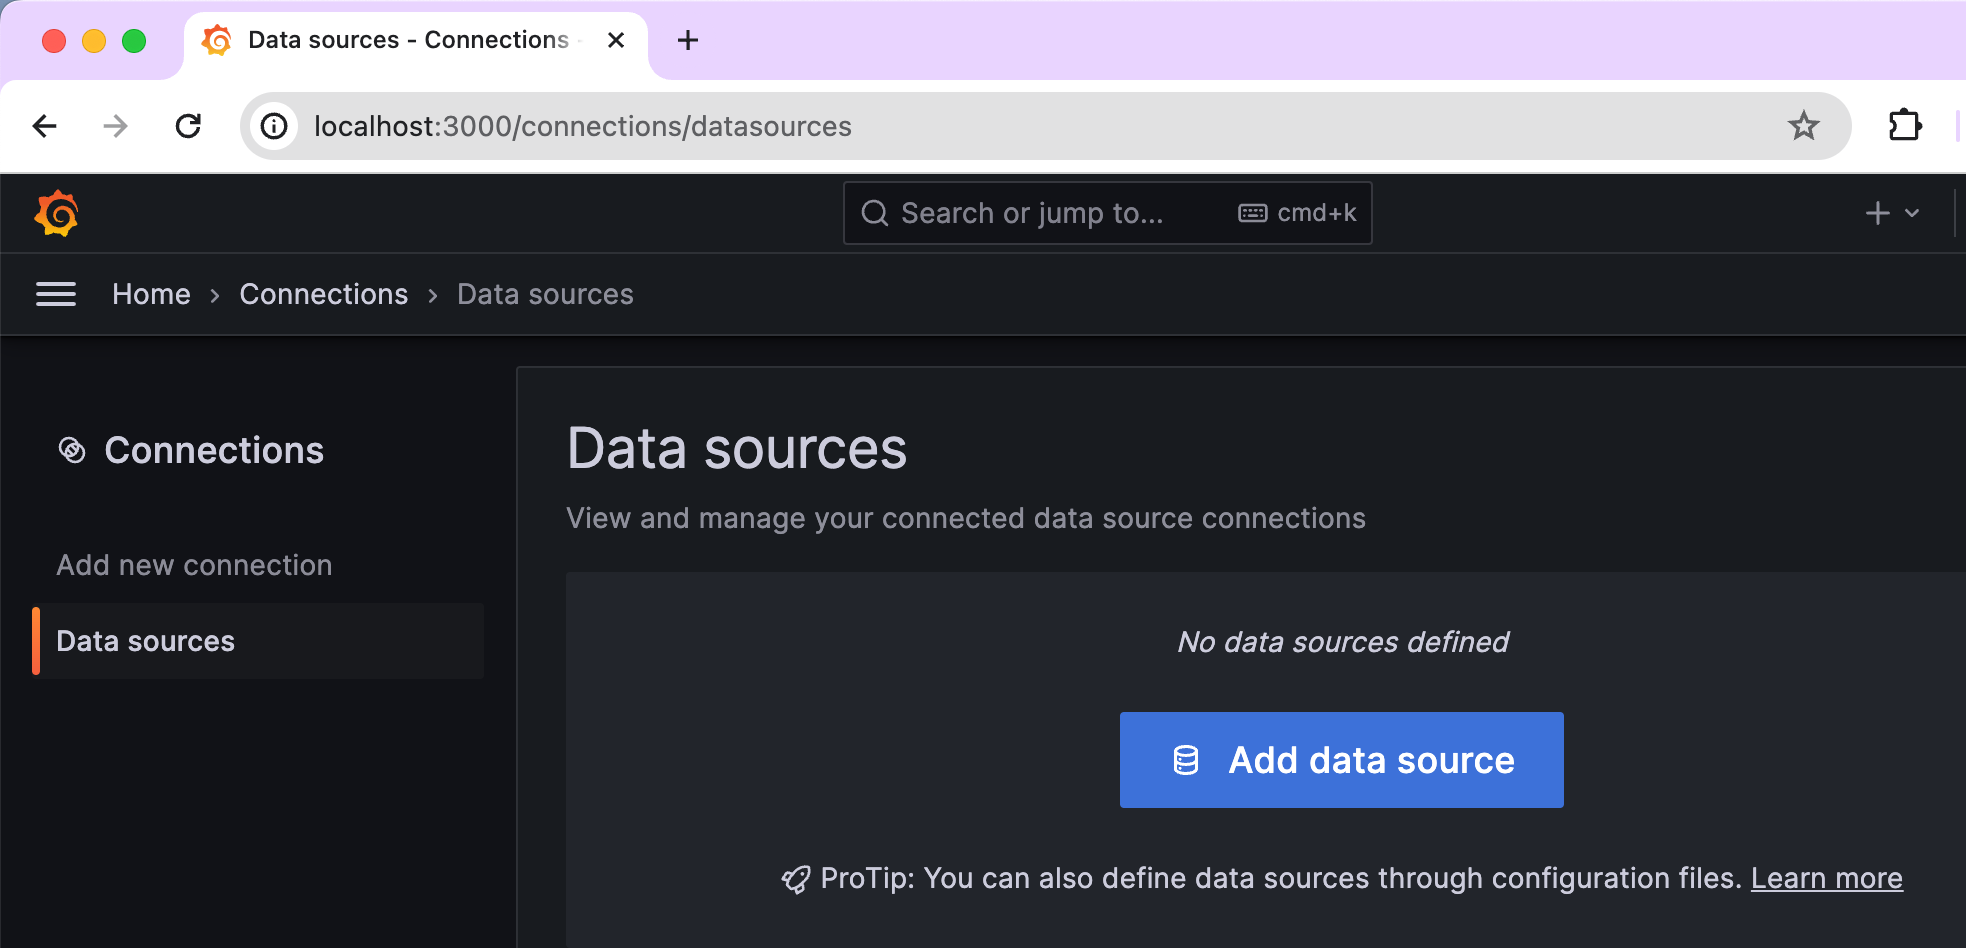 Data sources - Connections -
localhost:3000/connections/datasources
Search or jump to... cmd+k
Home › Connections › Data sources
Connections
Add new connection
Data sources
Data sources
View and manage your connected data source connections
No data sources defined
Add data source
ProTip: You can also define data sources through configuration files. Learn more